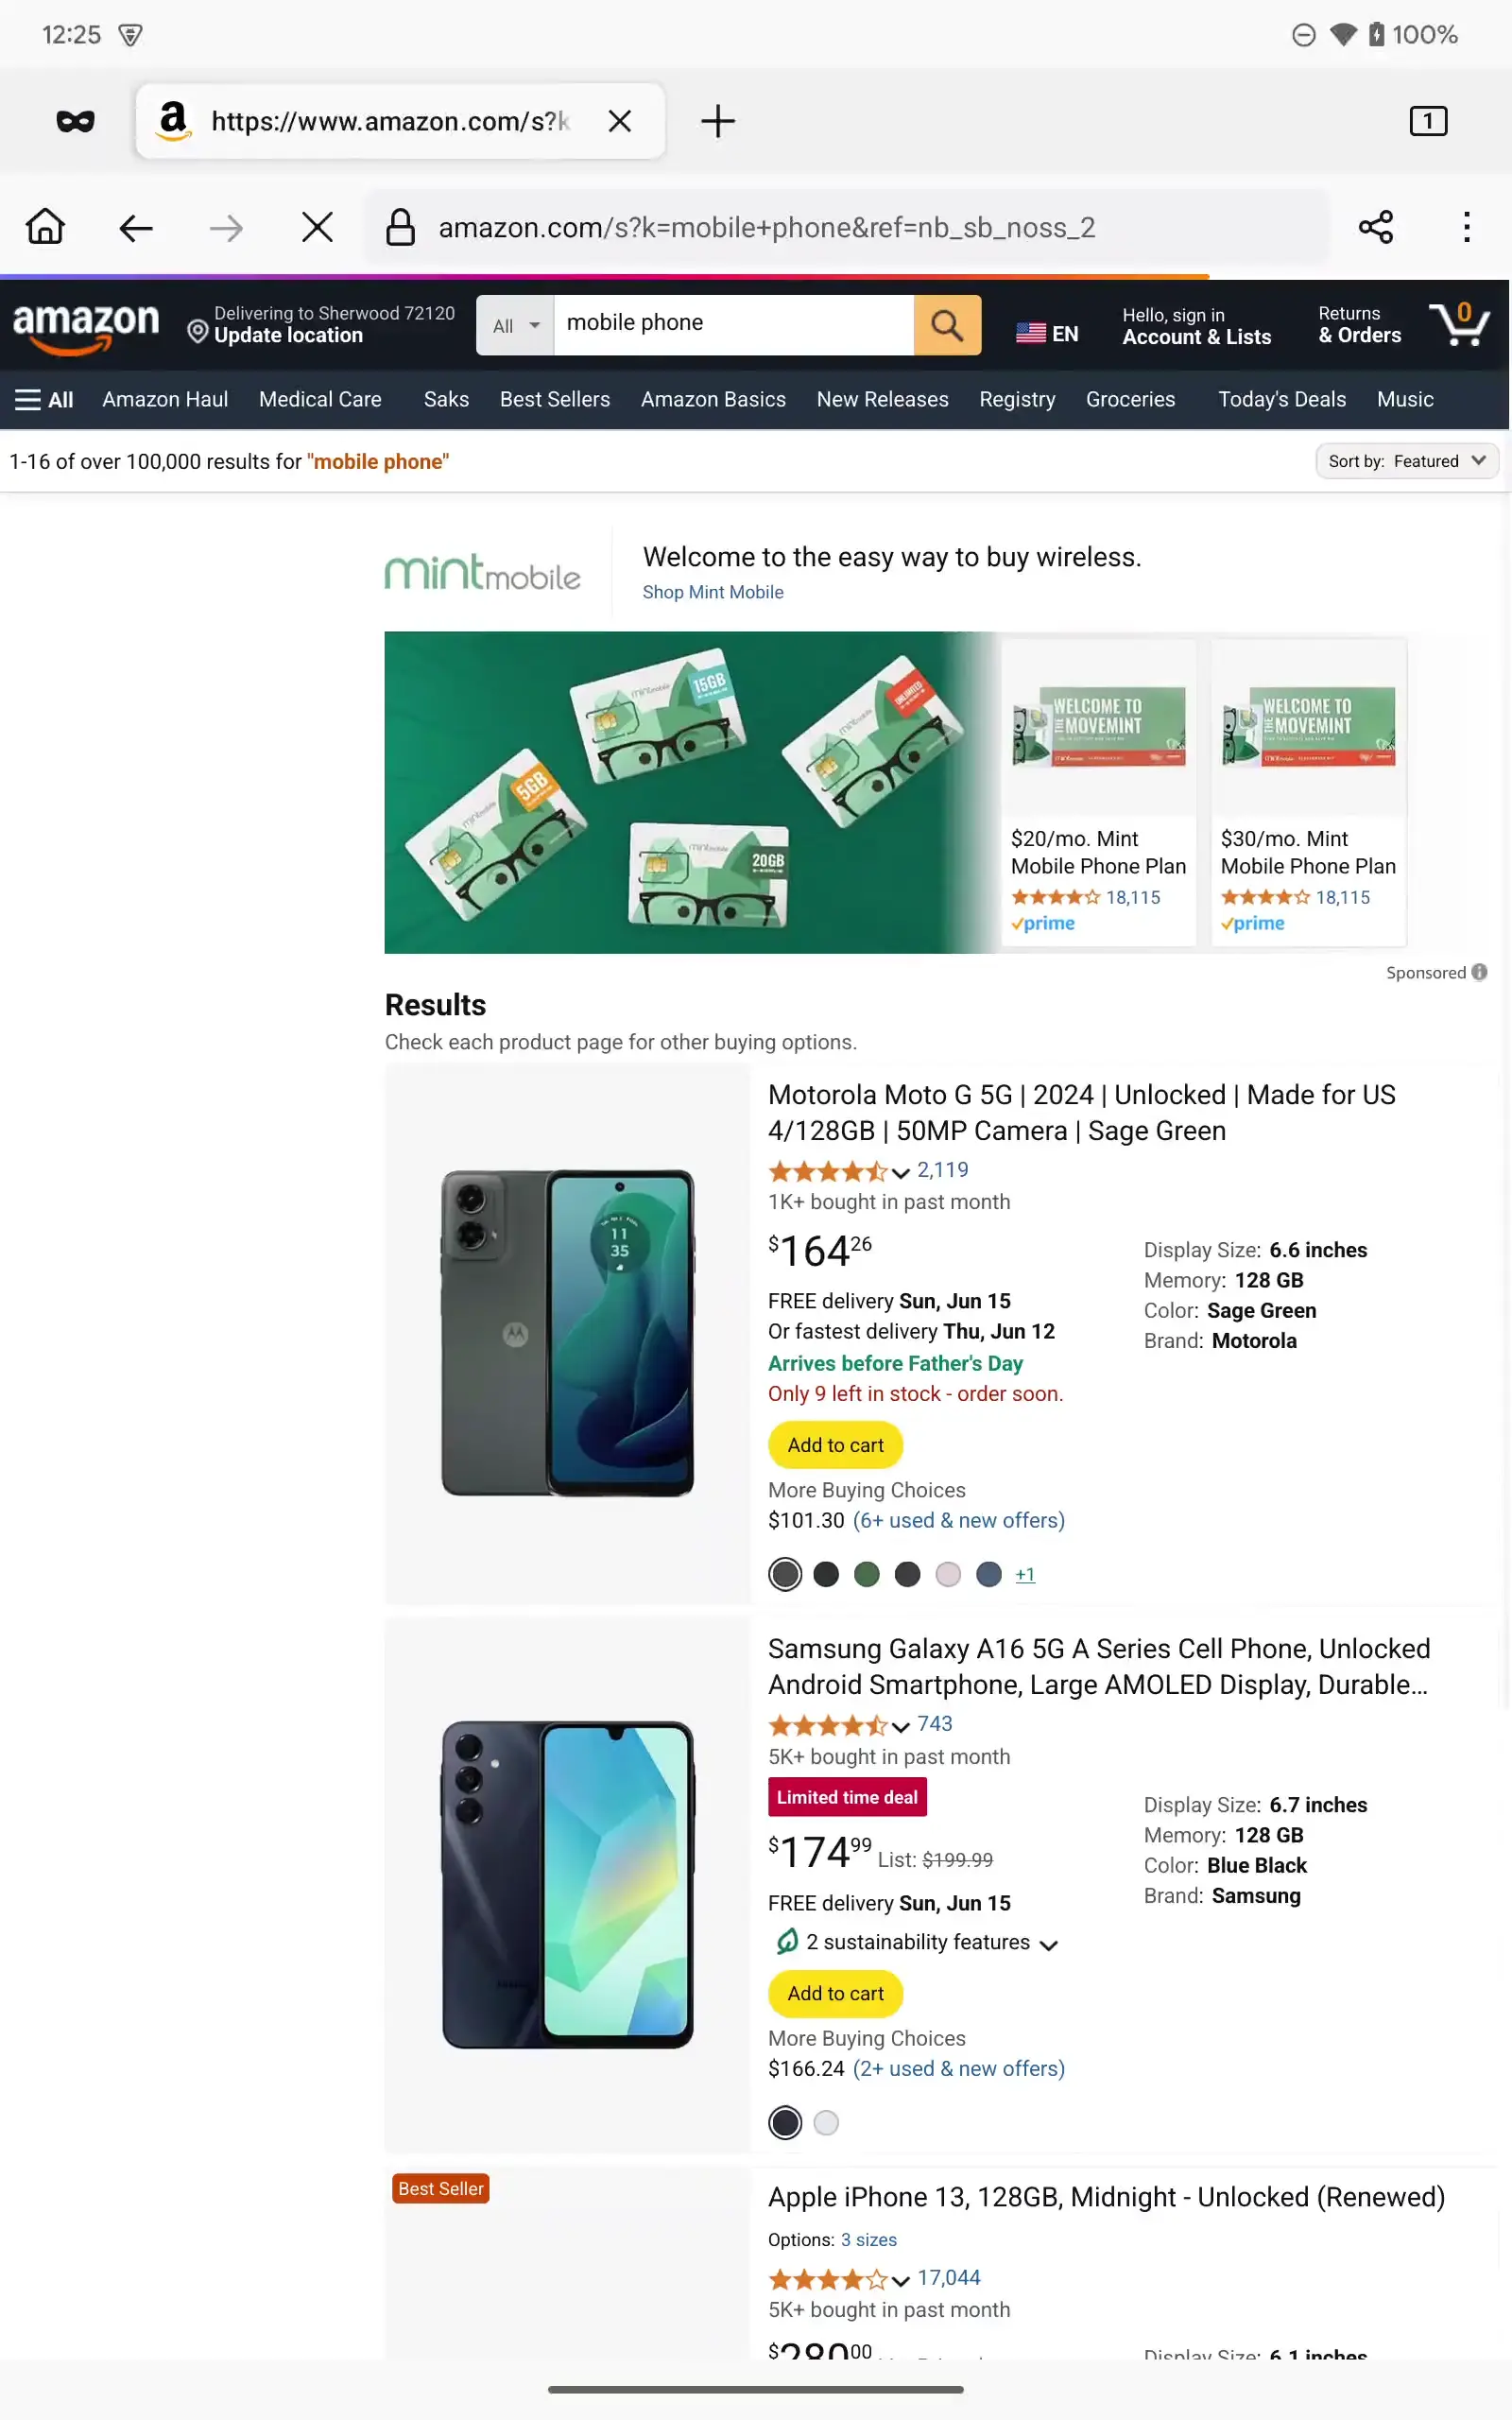 12:25
100%
https://www.amazon.com/s?k
1
amazon.com/s?k=mobile+phone&ref=nb_sb_noss_2
amazon
Delivering to Sherwood 72120
Update location
All
mobile phone
EN
Hello, sign in
Account & Lists
Returns
& Orders
0
All
Amazon Haul
Medical Care
Saks
Best Sellers
Amazon Basics
New Releases
Registry
Groceries
Today's Deals
Music
1-16 of over 100,000 results for "mobile phone"
Sort by: Featured
mint mobile
Welcome to the easy way to buy wireless.
Shop Mint Mobile
15GB
UNLIMITED
5GB
20GB
WELCOME TO
THE MOVEMINT
WELCOME TO
THE MOVEMINT
$20/mo. Mint
Mobile Phone Plan
18,115
prime
$30/mo. Mint
Mobile Phone Plan
18,115
prime
Sponsored
Results
Check each product page for other buying options.
Motorola Moto G 5G | 2024 | Unlocked | Made for US
4/128GB | 50MP Camera | Sage Green
2,119
1K+ bought in past month
$164 26
FREE delivery Sun, Jun 15
Or fastest delivery Thu, Jun 12
Arrives before Father's Day
Only 9 left in stock - order soon.
Add to cart
More Buying Choices
$101.30 (6+ used & new offers)
+1
Display Size: 6.6 inches
Memory: 128 GB
Color: Sage Green
Brand: Motorola
11
35
Samsung Galaxy A16 5G A Series Cell Phone, Unlocked
Android Smartphone, Large AMOLED Display, Durable…
743
5K+ bought in past month
Limited time deal
$174 99 List: $199.99
FREE delivery Sun, Jun 15
2 sustainability features
Add to cart
More Buying Choices
$166.24 (2+ used & new offers)
Display Size: 6.7 inches
Memory: 128 GB
Color: Blue Black
Brand: Samsung
Best Seller
Apple iPhone 13, 128GB, Midnight - Unlocked (Renewed)
Options: 3 sizes
17,044
5K+ bought in past month
$280 00
Display Size: 6.1 inches